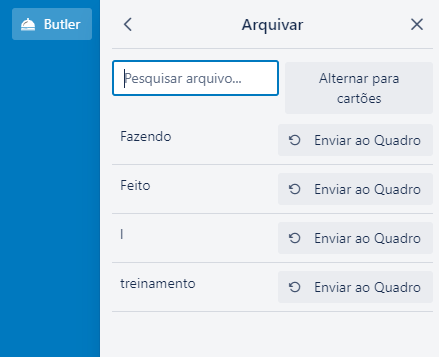 Butler
Arquivar
Pesquisar arquivo...
Alternar para
cartões
Fazendo
Enviar ao Quadro
Feito
Enviar ao Quadro
l
Enviar ao Quadro
treinamento
Enviar ao Quadro